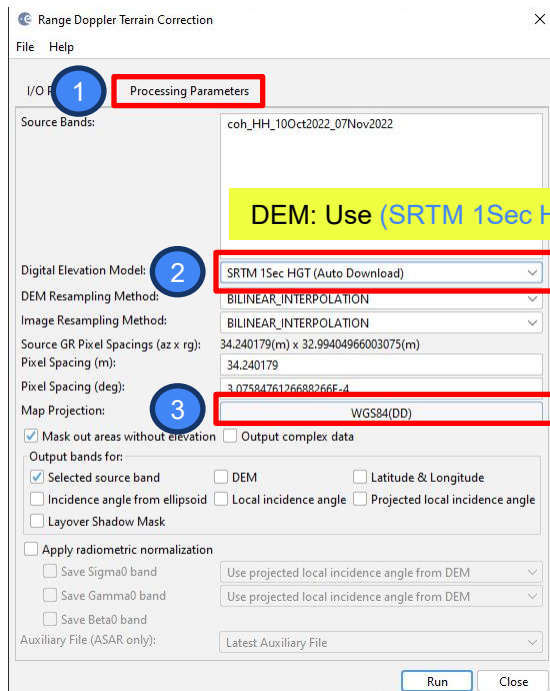 Range Doppler Terrain Correction
File Help
I/O
1
Processing Parameters
Source Bands:
coh_HH_10Oct2022_07Nov2022
DEM: Use (SRTM 1Sec H
Digital Elevation Model:
2
SRTM 1Sec HGT (Auto Download)
DEM Resampling Method:
BILINEAR_INTERPOLATION
Image Resampling Method:
BILINEAR_INTERPOLATION
Source GR Pixel Spacings (az x rg):
34.240179(m) x 32.99404966003075(m)
Pixel Spacing (m):
34.240179
Pixel Spacing (deg):
3.0758476126688266E-4
Map Projection:
3
WGS84(DD)
Mask out areas without elevation
Output complex data
Output bands for:
Selected source band
DEM
Latitude & Longitude
Incidence angle from ellipsoid
Local incidence angle
Projected local incidence angle
Layover Shadow Mask
Apply radiometric normalization
Save Sigma0 band
Use projected local incidence angle from DEM
Save Gamma0 band
Use projected local incidence angle from DEM
Save Beta0 band
Auxiliary File (ASAR only):
Latest Auxiliary File
Run
Close